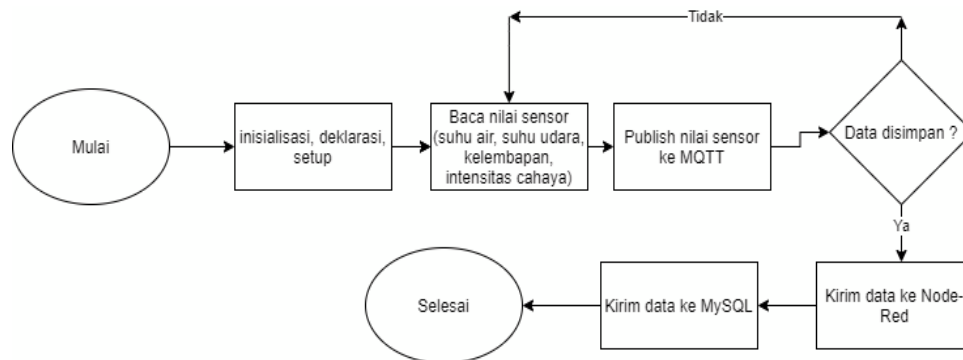 Tidak
Mulai
inisialisasi, deklarasi,
setup
Baca nilai sensor
(suhu air, suhu udara,
kelembapan,
intensitas cahaya)
Publish nilai sensor
ke MQTT
Data disimpan ?
Ya
Kirim data ke Node-
Red
Kirim data ke MySQL
Selesai